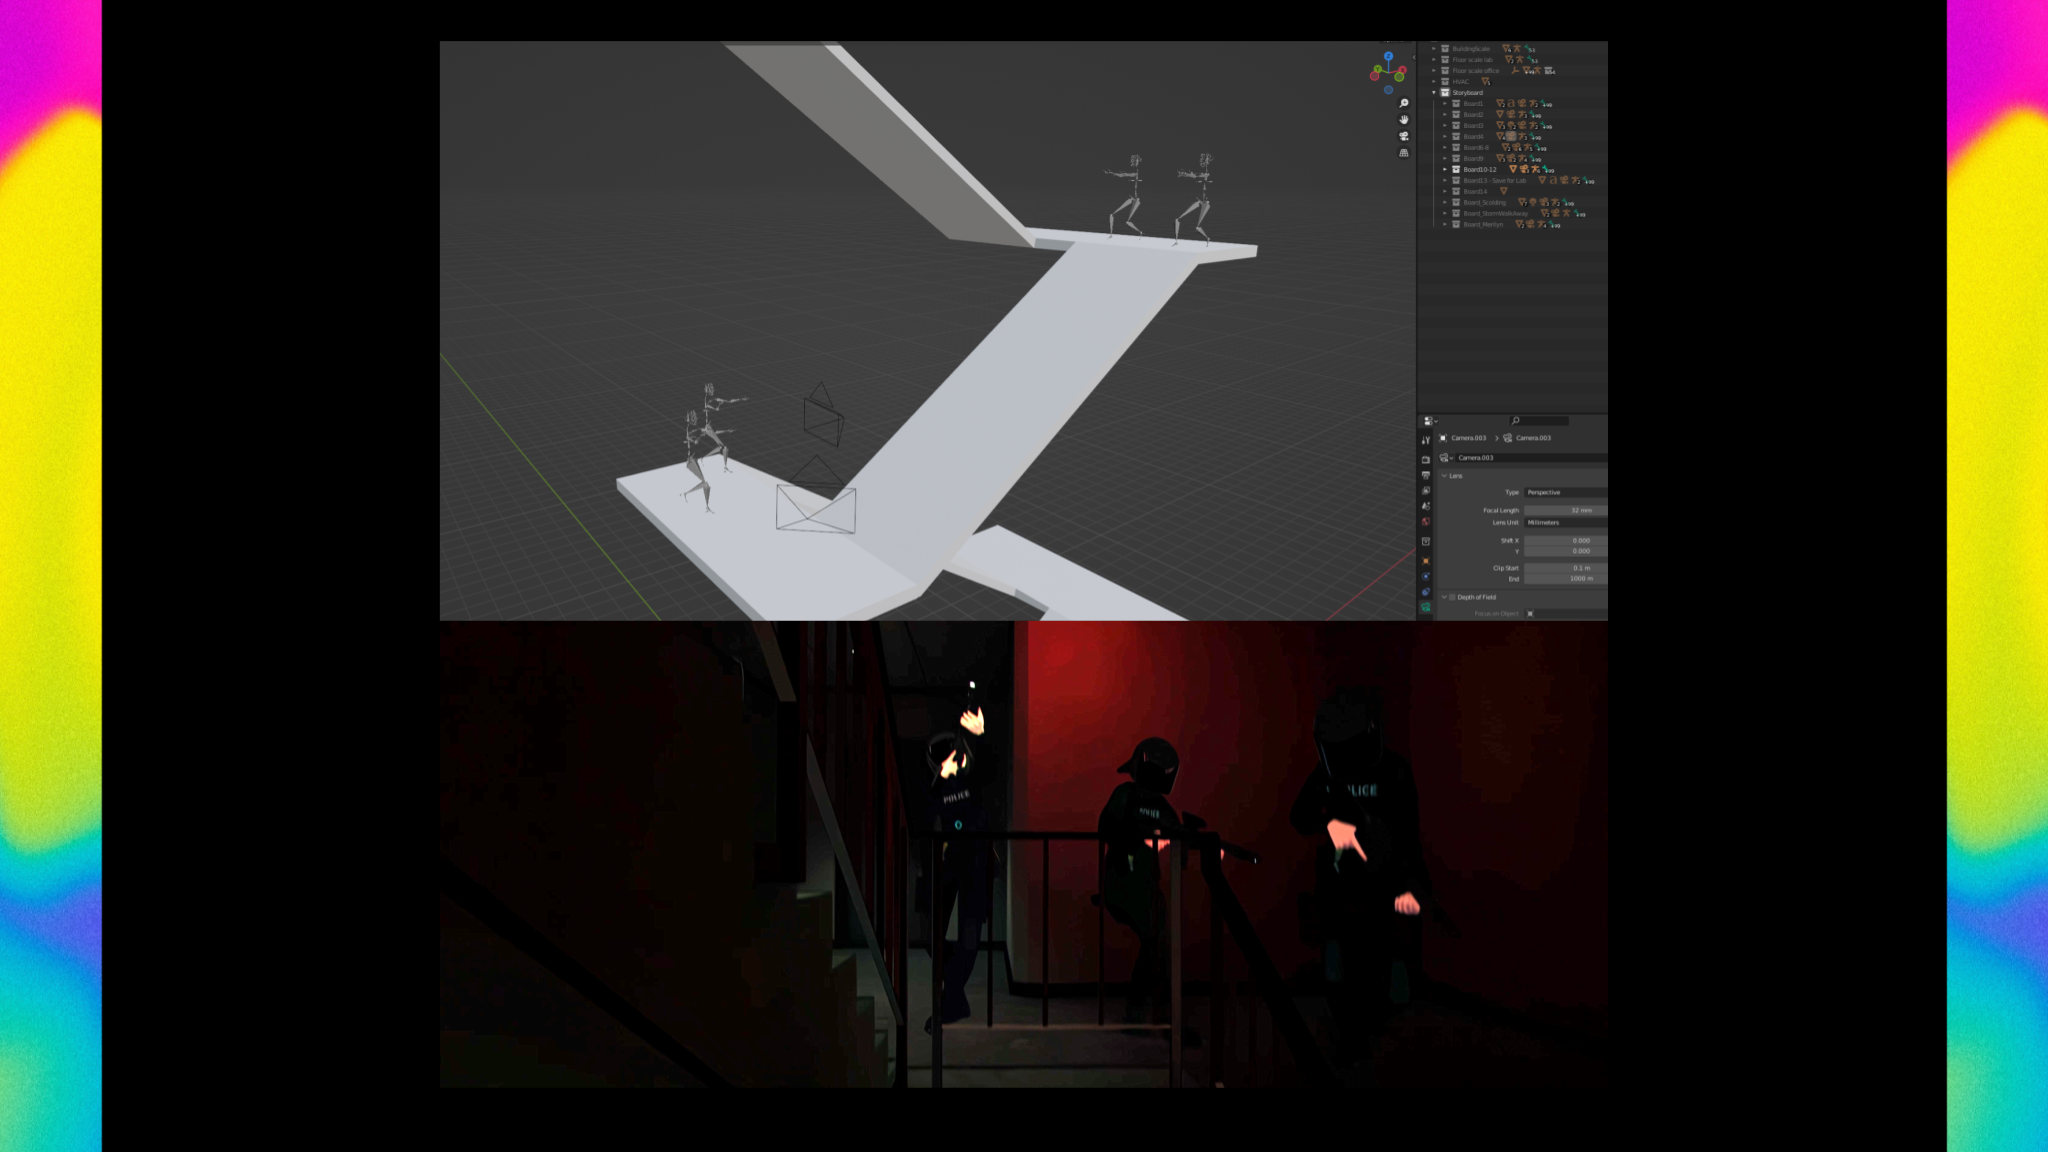 BuildingScale
Floor scale lab
Floor scale office
HVAC
Storyboard
Board1
Board2
Board3
Board4
Board6-8
Board9
Board10-12
Board13 - Save for Lab
Board14
Board_Scolding
Board_StormWalkAway
Board_Merilyn
Camera.003 > Camera.003
Camera.003
Lens
Type Perspective
Focal Length 32 mm
Lens Unit Millimeters
Shift X 0.000
Y 0.000
Clip Start 0.1 m
End 1000 m
Depth of Field
Focus on Object
POLICE
POLICE
LICE